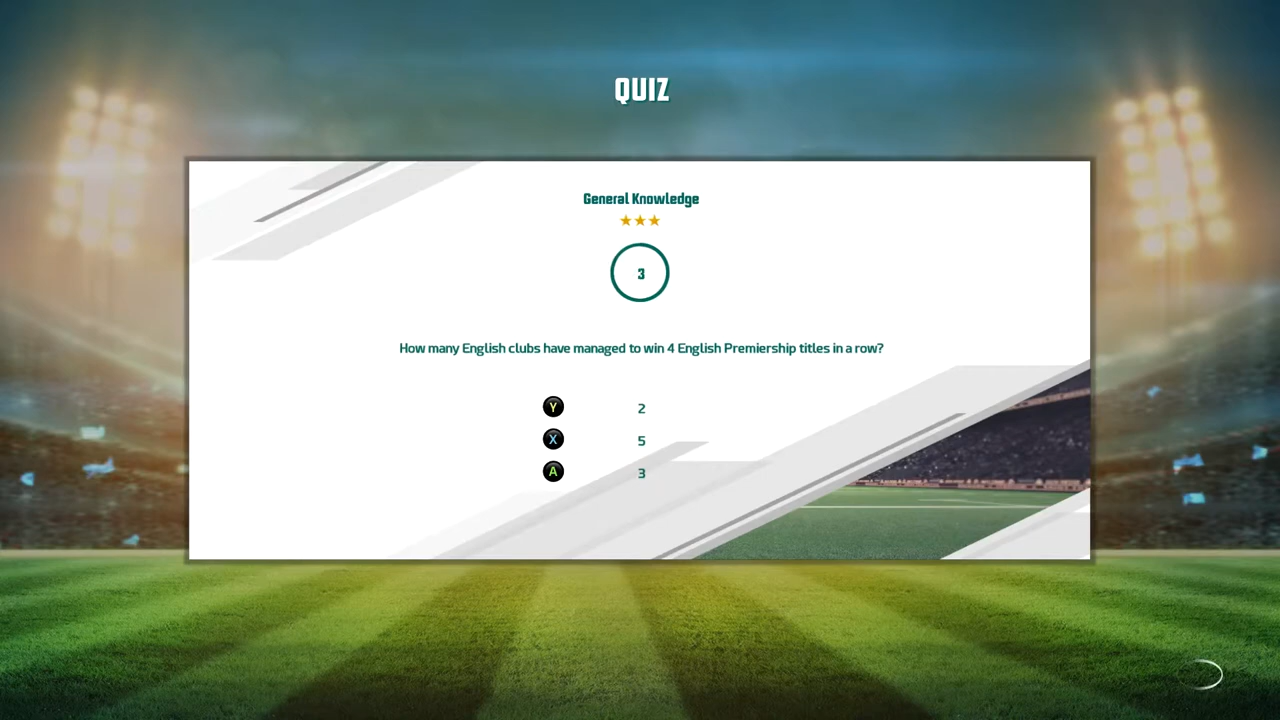 QUIZ
General Knowledge
3
How many English clubs have managed to win 4 English Premiership titles in a row?
Y 2
X 5
A 3